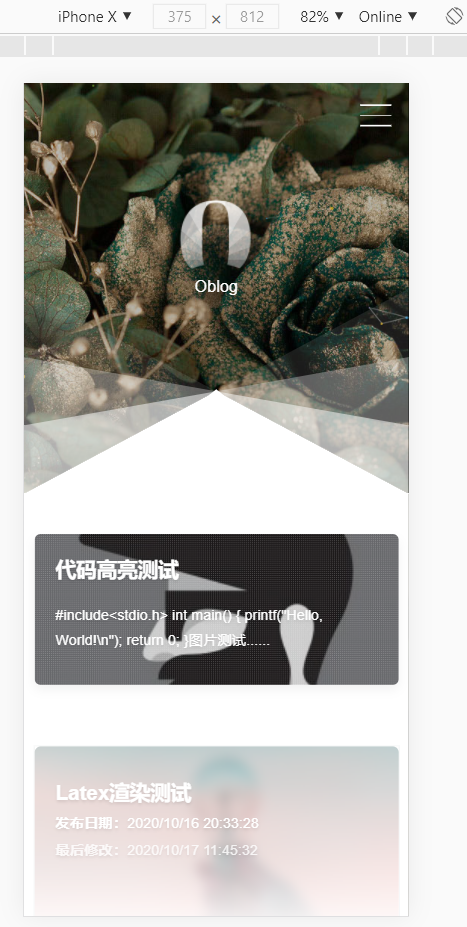 iPhone X ▼ 375 × 812 82% ▼ Online ▼
O
Oblog
代码高亮测试
#include<stdio.h> int main() { printf("Hello,
World!\n"); return 0; }图片测试......
Latex渲染测试
发布日期：2020/10/16 20:33:28
最后修改：2020/10/17 11:45:32